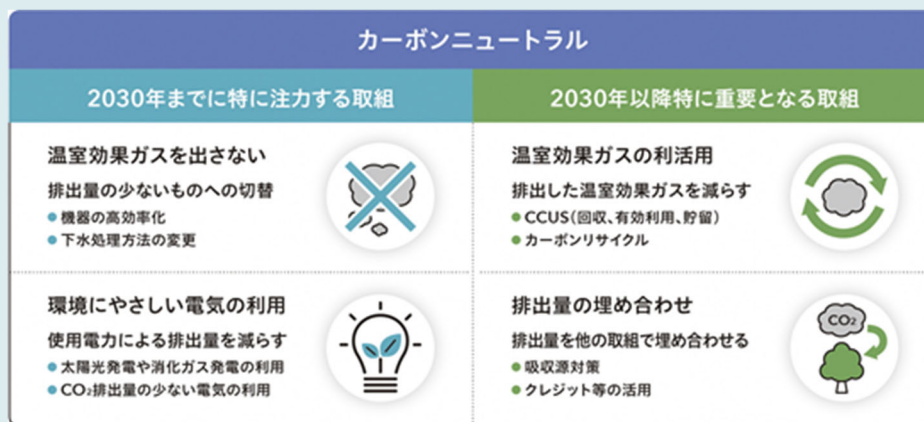 カーボンニュートラル
2030年までに特に注力する取組
2030年以降特に重要となる取組
温室効果ガスを出さない
排出量の少ないものへの切替
●機器の高効率化
●下水処理方法の変更
温室効果ガスの利活用
排出した温室効果ガスを減らす
●CCUS(回収、有効利用、貯留)
●カーボンリサイクル
環境にやさしい電気の利用
使用電力による排出量を減らす
●太陽光発電や消化ガス発電の利用
●CO₂排出量の少ない電気の利用
排出量の埋め合わせ
排出量を他の取組で埋め合わせる
●吸収源対策
●クレジット等の活用
CO₂